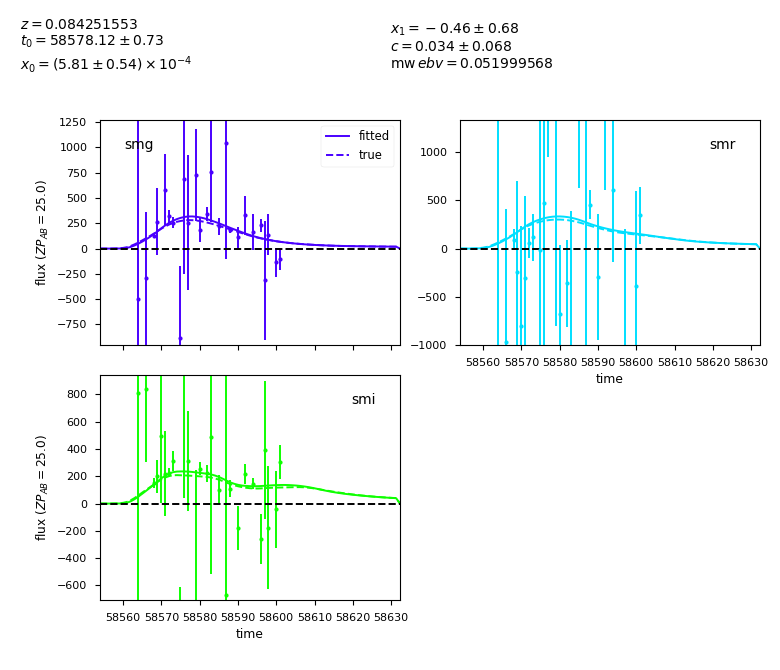 z = 0.084251553
t₀ = 58578.12 ± 0.73
x₀ = (5.81 ± 0.54) × 10⁻⁴
x₁ = −0.46 ± 0.68
c = 0.034 ± 0.068
mw ebv = 0.051999568
smg
fitted
true
1250
1000
750
500
250
0
−250
−500
−750
flux (ZP_AB = 25.0)
smr
1000
500
0
−500
−1000
58560 58570 58580 58590 58600 58610 58620 58630
time
smi
800
600
400
200
0
−200
−400
−600
flux (ZP_AB = 25.0)
58560 58570 58580 58590 58600 58610 58620 58630
time